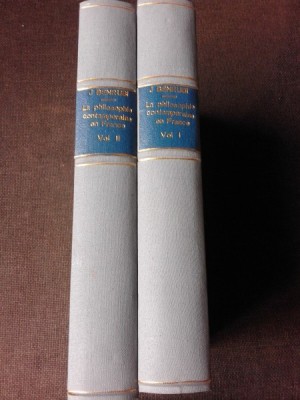 J BENRUBI
La philosophie
contemporaine
en France
Vol II
J BENRUBI
La philosophie
contemporaine
en France
Vol I